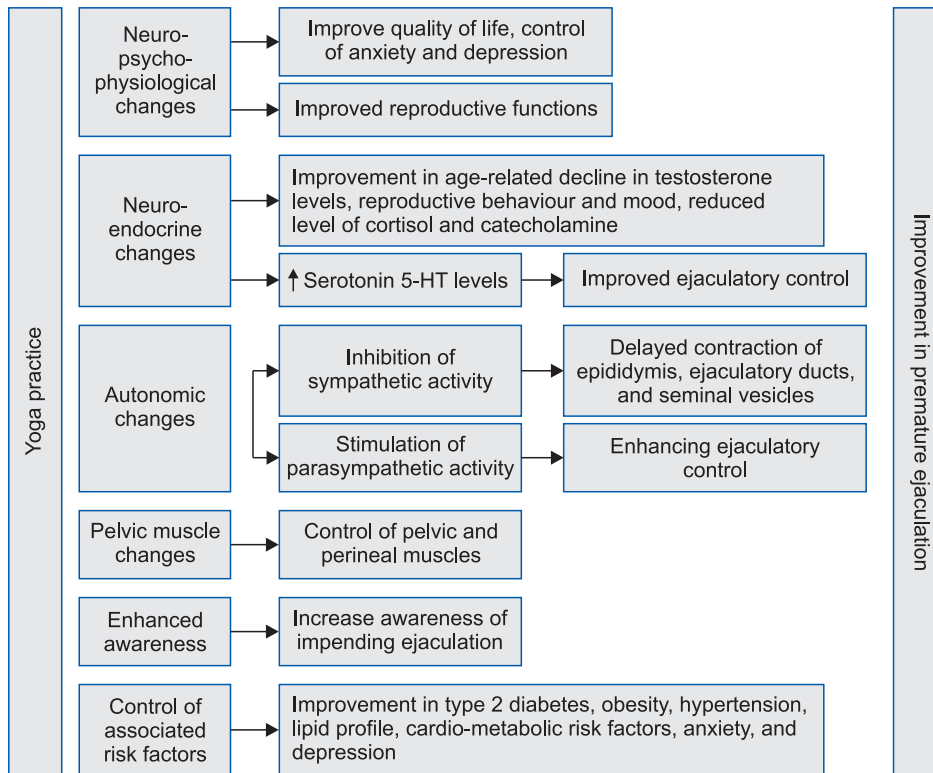 Yoga practice
Neuro-
psycho-
physiological
changes
Improve quality of life, control
of anxiety and depression
Improved reproductive functions
Neuro-
endocrine
changes
Improvement in age-related decline in testosterone
levels, reproductive behaviour and mood, reduced
level of cortisol and catecholamine
↑ Serotonin 5-HT levels
Improved ejaculatory control
Autonomic
changes
Inhibition of
sympathetic activity
Delayed contraction of
epididymis, ejaculatory ducts,
and seminal vesicles
Stimulation of
parasympathetic activity
Enhancing ejaculatory
control
Pelvic muscle
changes
Control of pelvic and
perineal muscles
Enhanced
awareness
Increase awareness of
impending ejaculation
Control of
associated
risk factors
Improvement in type 2 diabetes, obesity, hypertension,
lipid profile, cardio-metabolic risk factors, anxiety, and
depression
Improvement in premature ejaculation